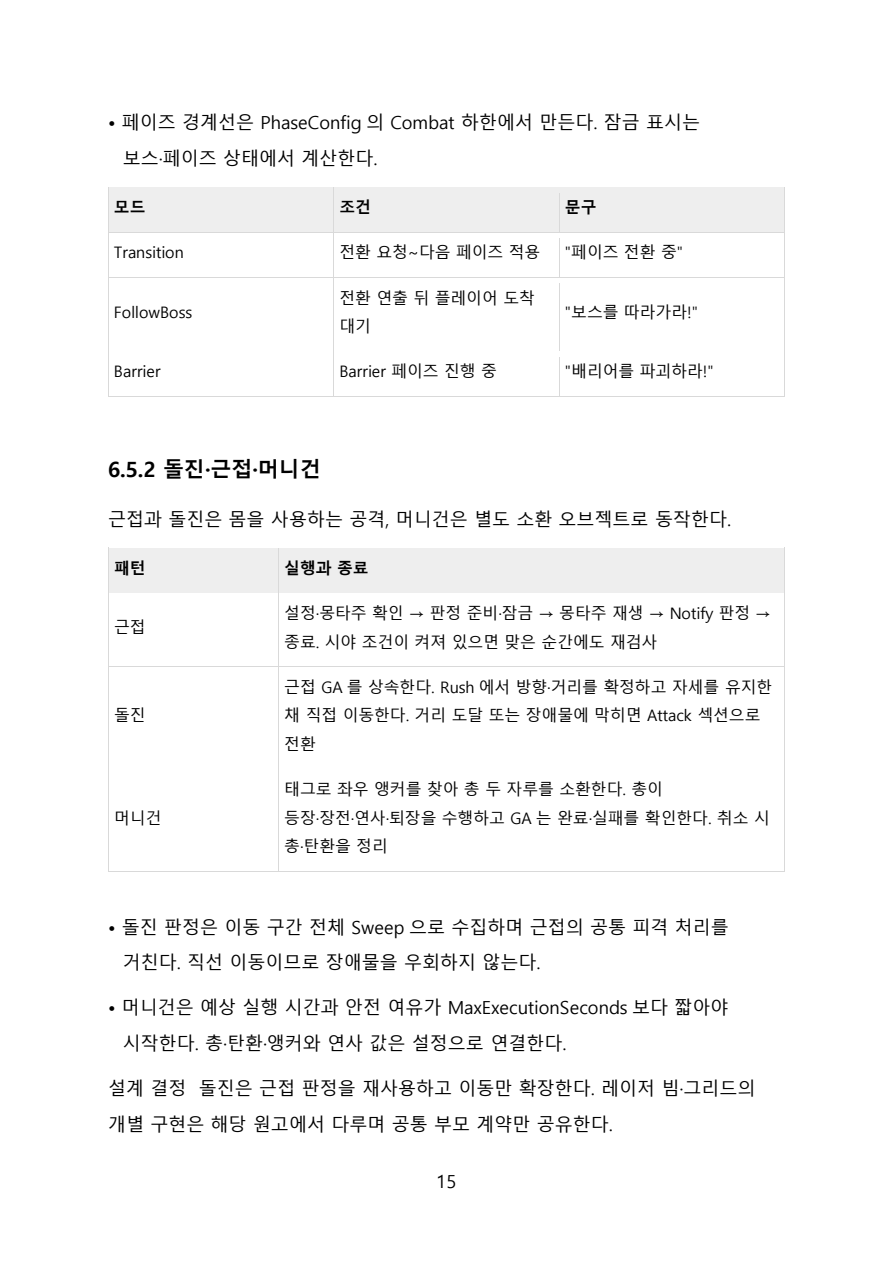 • 페이즈 경계선은 PhaseConfig 의 Combat 하한에서 만든다. 잠금 표시는
보스·페이즈 상태에서 계산한다.
모드 조건 문구
Transition 전환 요청~다음 페이즈 적용 "페이즈 전환 중"
FollowBoss 전환 연출 뒤 플레이어 도착 대기 "보스를 따라가라!"
Barrier Barrier 페이즈 진행 중 "배리어를 파괴하라!"
6.5.2 돌진·근접·머니건
근접과 돌진은 몸을 사용하는 공격, 머니건은 별도 소환 오브젝트로 동작한다.
패턴 실행과 종료
근접
설정·몽타주 확인 → 판정 준비·잠금 → 몽타주 재생 → Notify 판정 →
종료. 시야 조건이 켜져 있으면 맞은 순간에도 재검사
돌진
근접 GA 를 상속한다. Rush 에서 방향·거리를 확정하고 자세를 유지한
채 직접 이동한다. 거리 도달 또는 장애물에 막히면 Attack 섹션으로
전환
머니건
태그로 좌우 앵커를 찾아 총 두 자루를 소환한다. 총이
등장·장전·연사·퇴장을 수행하고 GA 는 완료·실패를 확인한다. 취소 시
총·탄환을 정리
• 돌진 판정은 이동 구간 전체 Sweep 으로 수집하며 근접의 공통 피격 처리를
거친다. 직선 이동이므로 장애물을 우회하지 않는다.
• 머니건은 예상 실행 시간과 안전 여유가 MaxExecutionSeconds 보다 짧아야
시작한다. 총·탄환·앵커와 연사 값은 설정으로 연결한다.
설계 결정 돌진은 근접 판정을 재사용하고 이동만 확장한다. 레이저 빔·그리드의
개별 구현은 해당 원고에서 다루며 공통 부모 계약만 공유한다.
15